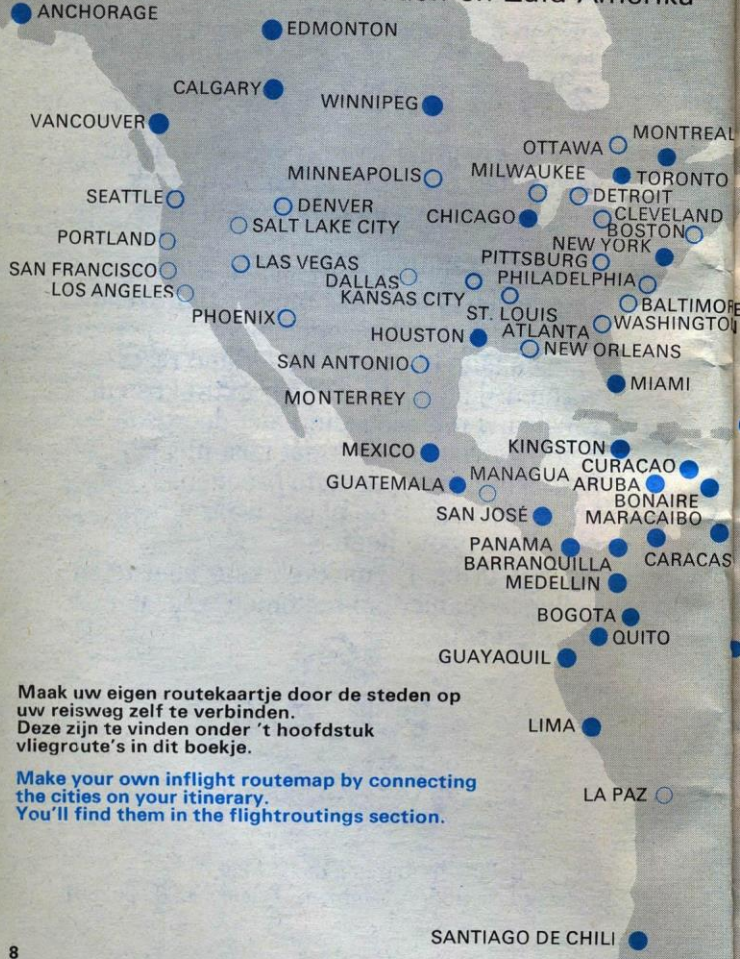 Zuid-Amerika
ANCHORAGE
EDMONTON
CALGARY
WINNIPEG
VANCOUVER
MONTREAL
OTTAWA
MINNEAPOLIS
MILWAUKEE
TORONTO
SEATTLE
DENVER
DETROIT
SALT LAKE CITY
CHICAGO
CLEVELAND
BOSTON
PORTLAND
NEW YORK
SAN FRANCISCO
LAS VEGAS
PITTSBURG
LOS ANGELES
DALLAS
PHILADELPHIA
KANSAS CITY
BALTIMORE
PHOENIX
ST. LOUIS
WASHINGTON
HOUSTON
ATLANTA
NEW ORLEANS
SAN ANTONIO
MIAMI
MONTERREY
MEXICO
KINGSTON
CURAÇAO
GUATEMALA
MANAGUA
ARUBA
BONAIRE
SAN JOSÉ
MARACAIBO
PANAMA
BARRANQUILLA
CARACAS
MEDELLIN
BOGOTA
QUITO
GUAYAQUIL
Maak uw eigen routekaartje door de steden op
uw reisweg zelf te verbinden.
Deze zijn te vinden onder 't hoofdstuk
vliegroute's in dit boekje.
LIMA
Make your own inflight routemap by connecting
the cities on your itinerary.
You'll find them in the flightroutings section.
LA PAZ
SANTIAGO DE CHILI
8